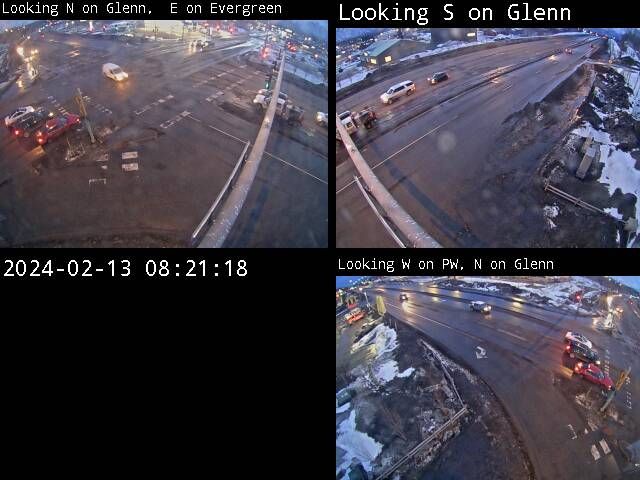 Looking N on Glenn,  E on Evergreen
Looking S on Glenn
2024-02-13 08:21:18
Looking W on PW, N on Glenn